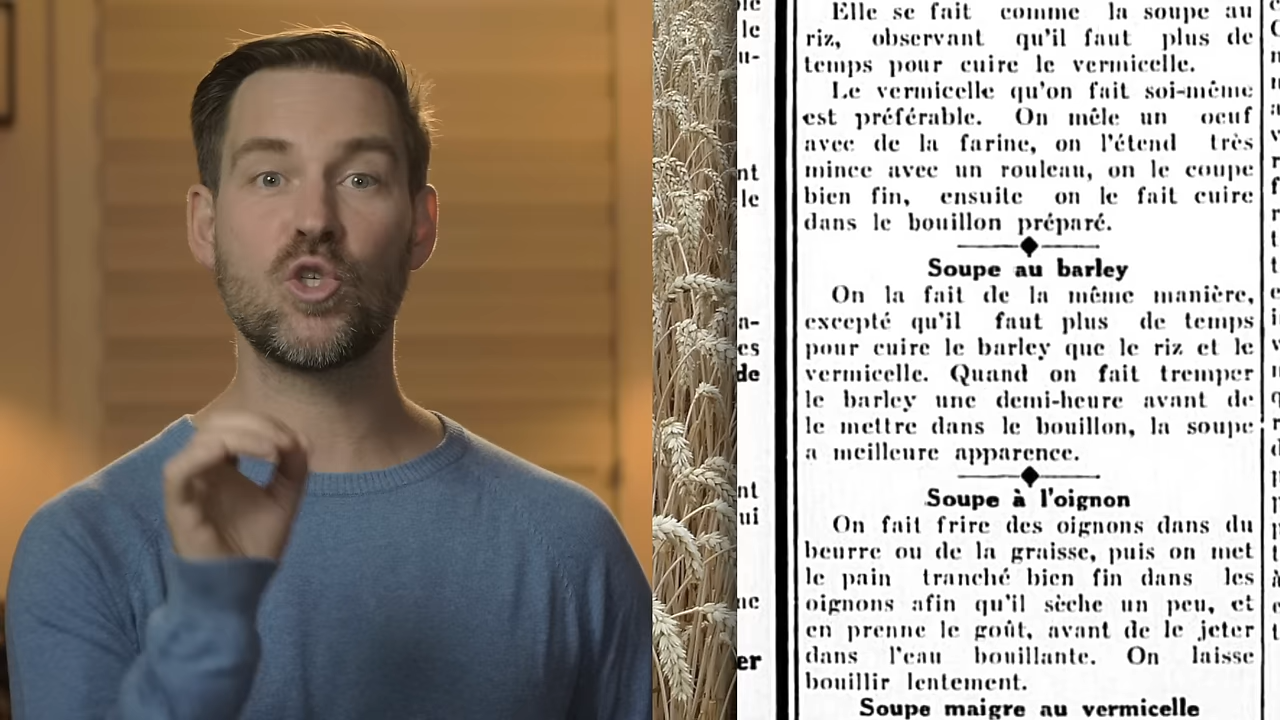 Elle se fait comme la soupe au
riz, observant qu'il faut plus de
temps pour cuire le vermicelle.
Le vermicelle qu'on fait soi-même
est préférable. On mêle un oeuf
avec de la farine, on l'étend très
mince avec un rouleau, on le coupe
bien fin, ensuite on le fait cuire
dans le bouillon préparé.
Soupe au barley
On la fait de la même manière,
excepté qu'il faut plus de temps
pour cuire le barley que le riz et le
vermicelle. Quand on fait tremper
le barley une demi-heure avant de
le mettre dans le bouillon, la soupe
a meilleure apparence.
Soupe à l'oignon
On fait frire des oignons dans du
beurre ou de la graisse, puis on met
le pain tranché bien fin dans les
oignons afin qu'il sèche un peu, et
en prenne le goût, avant de le jeter
dans l'eau bouillante. On laisse
bouillir lentement.
Soupe maigre au vermicelle